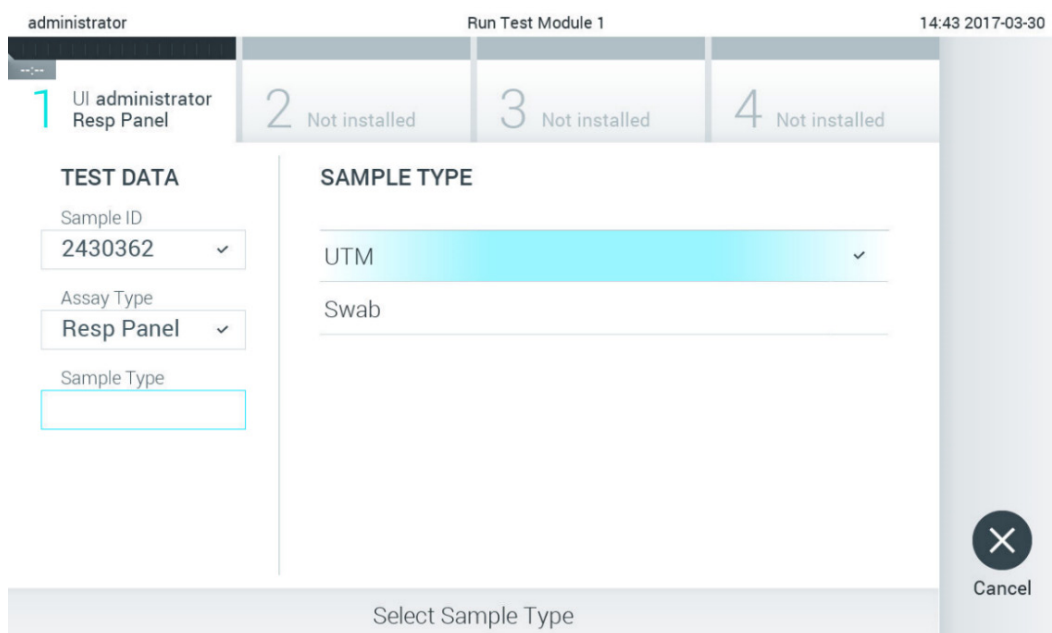 administrator
Run Test Module 1
14:43 2017-03-30
--:--
1 UI administrator
Resp Panel
2 Not installed
3 Not installed
4 Not installed
TEST DATA
Sample ID
2430362
Assay Type
Resp Panel
Sample Type
SAMPLE TYPE
UTM
Swab
Cancel
Select Sample Type